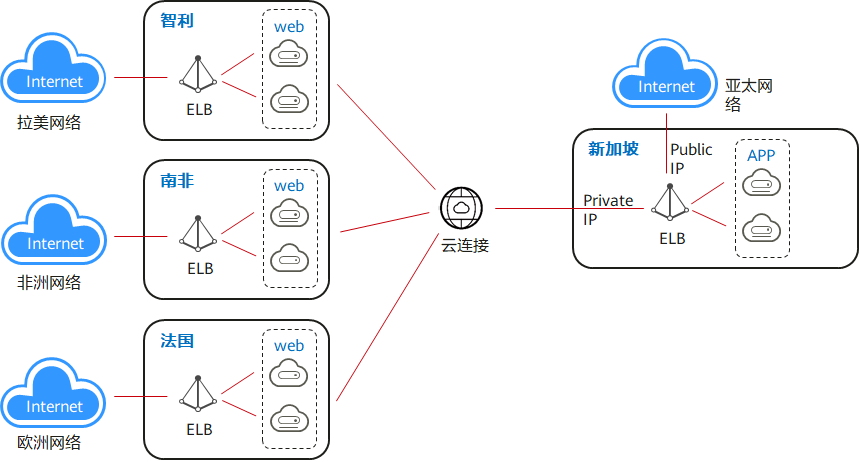 智利
web
Internet
ELB
拉美网络
南非
web
Internet
ELB
非洲网络
法国
web
Internet
ELB
欧洲网络
云连接
Internet
亚太网
络
新加坡
Public
IP
APP
Private
IP
ELB